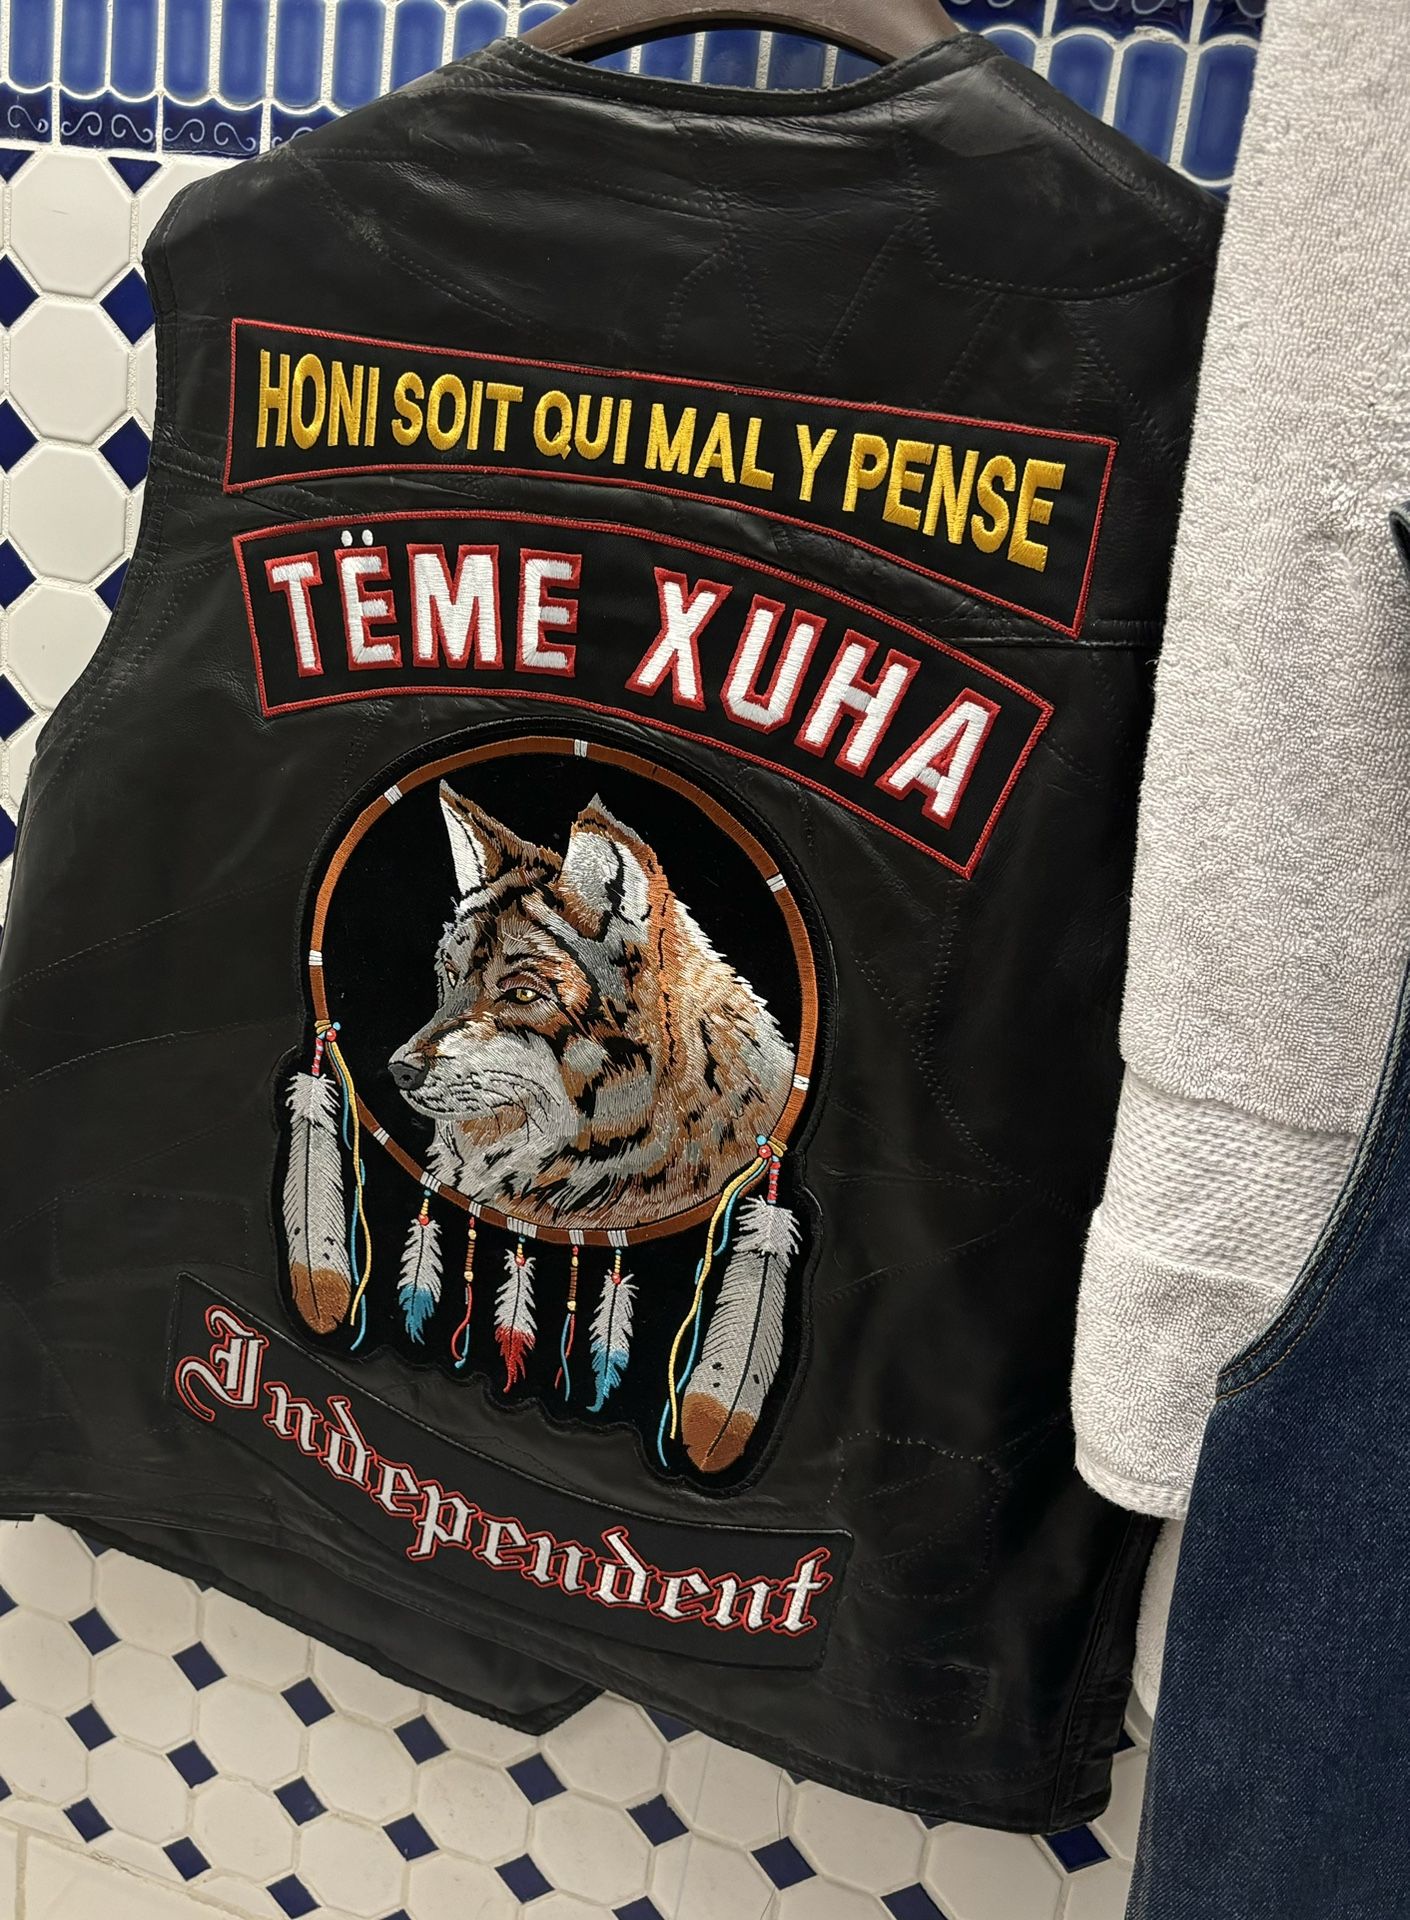 HONI SOIT QUI MAL Y PENSE
TËME XUHA
Independent